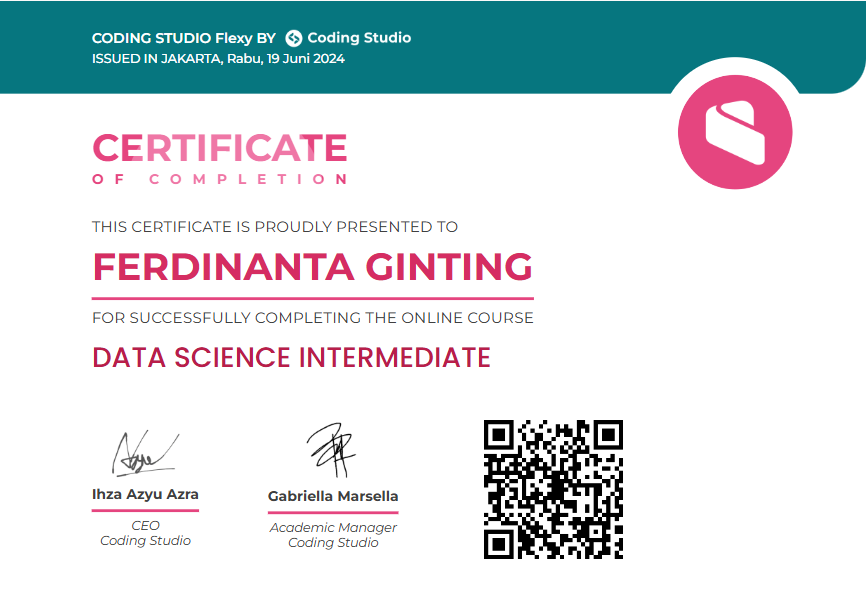 CODING STUDIO Flexy BY Coding Studio
ISSUED IN JAKARTA, Rabu, 19 Juni 2024
CERTIFICATE
OF COMPLETION
THIS CERTIFICATE IS PROUDLY PRESENTED TO
FERDINANTA GINTING
FOR SUCCESSFULLY COMPLETING THE ONLINE COURSE
DATA SCIENCE INTERMEDIATE
Ihza Azyu Azra
CEO
Coding Studio
Gabriella Marsella
Academic Manager
Coding Studio